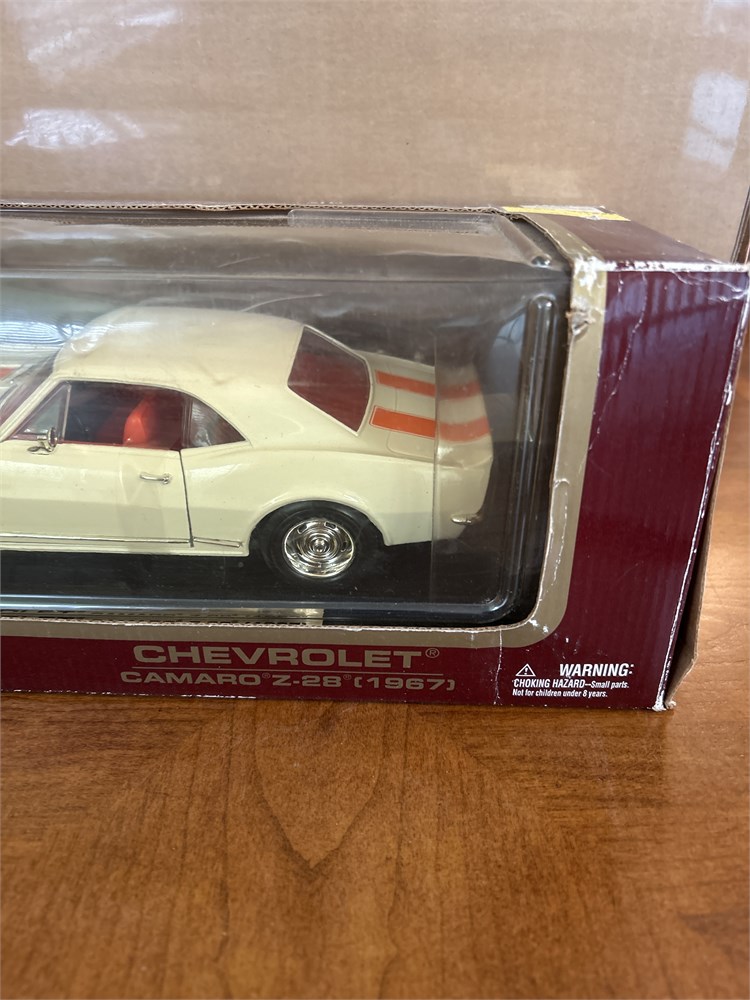 CHEVROLET®
CAMARO® Z-28® (1967)
WARNING:
CHOKING HAZARD—Small parts.
Not for children under 8 years.